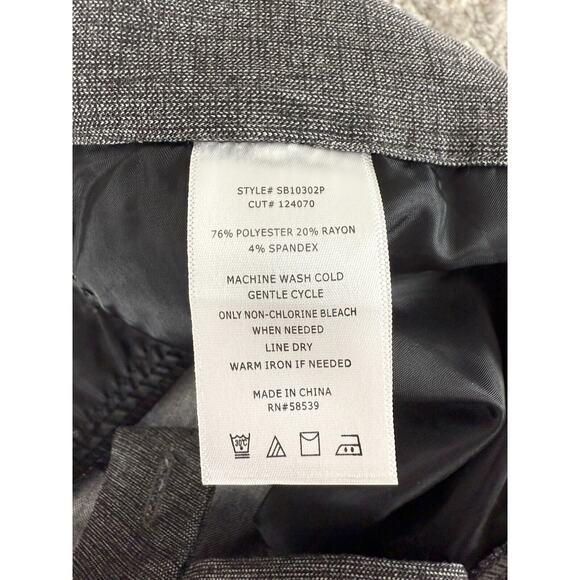 STYLE# SB10302P
CUT# 124070
76% POLYESTER 20% RAYON
4% SPANDEX
MACHINE WASH COLD
GENTLE CYCLE
ONLY NON-CHLORINE BLEACH
WHEN NEEDED
LINE DRY
WARM IRON IF NEEDED
MADE IN CHINA
RN#58539
30°C